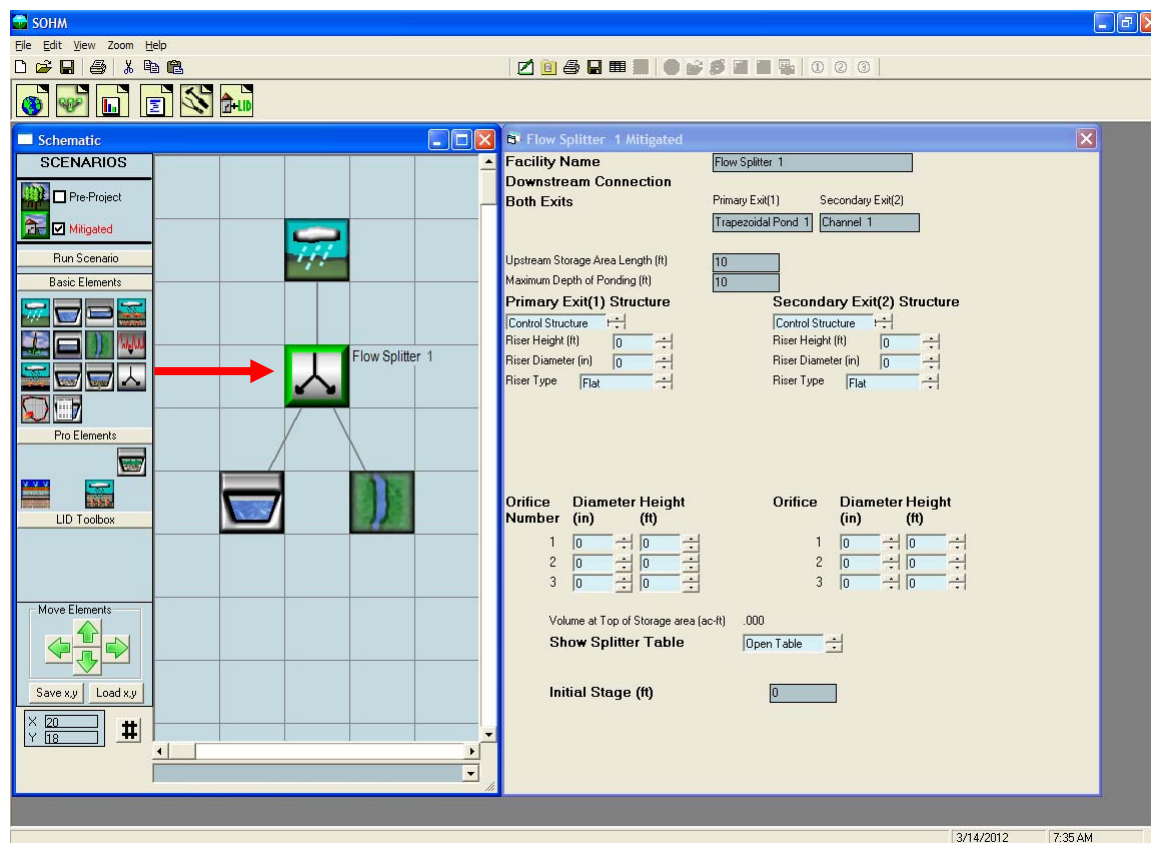 SOHM
File Edit View Zoom Help
+LID
Schematic
SCENARIOS
Pre-Project
Mitigated
Run Scenario
Basic Elements
Pro Elements
LID Toolbox
Move Elements
Save x,y Load x,y
X 20
Y 18
#
Flow Splitter 1
Flow Splitter 1 Mitigated
Facility Name Flow Splitter 1
Downstream Connection
Both Exits Primary Exit(1) Secondary Exit(2)
Trapezoidal Pond 1 Channel 1
Upstream Storage Area Length (ft) 10
Maximum Depth of Ponding (ft) 10
Primary Exit(1) Structure Secondary Exit(2) Structure
Control Structure Control Structure
Riser Height (ft) 0 Riser Height (ft) 0
Riser Diameter (in) 0 Riser Diameter (in) 0
Riser Type Flat Riser Type Flat
Orifice Diameter Height Orifice Diameter Height
Number (in) (ft) (in) (ft)
1 0 0 1 0 0
2 0 0 2 0 0
3 0 0 3 0 0
Volume at Top of Storage area (ac-ft) .000
Show Splitter Table Open Table
Initial Stage (ft) 0
3/14/2012 7:35 AM